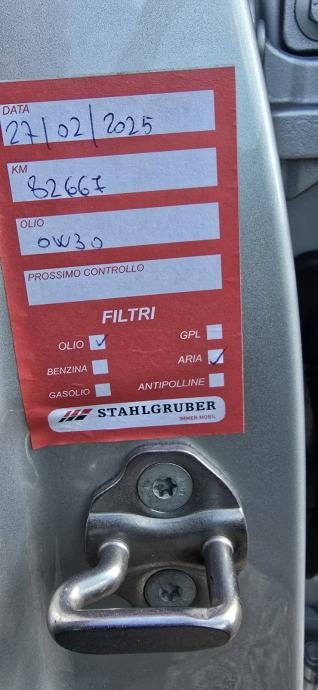 DATA
27/02/2025
KM
82667
OLIO
0W30
PROSSIMO CONTROLLO
FILTRI
OLIO ✓ GPL
BENZINA ARIA ✓
GASOLIO ANTIPOLLINE
STAHLGRUBER
IMMER MOBIL